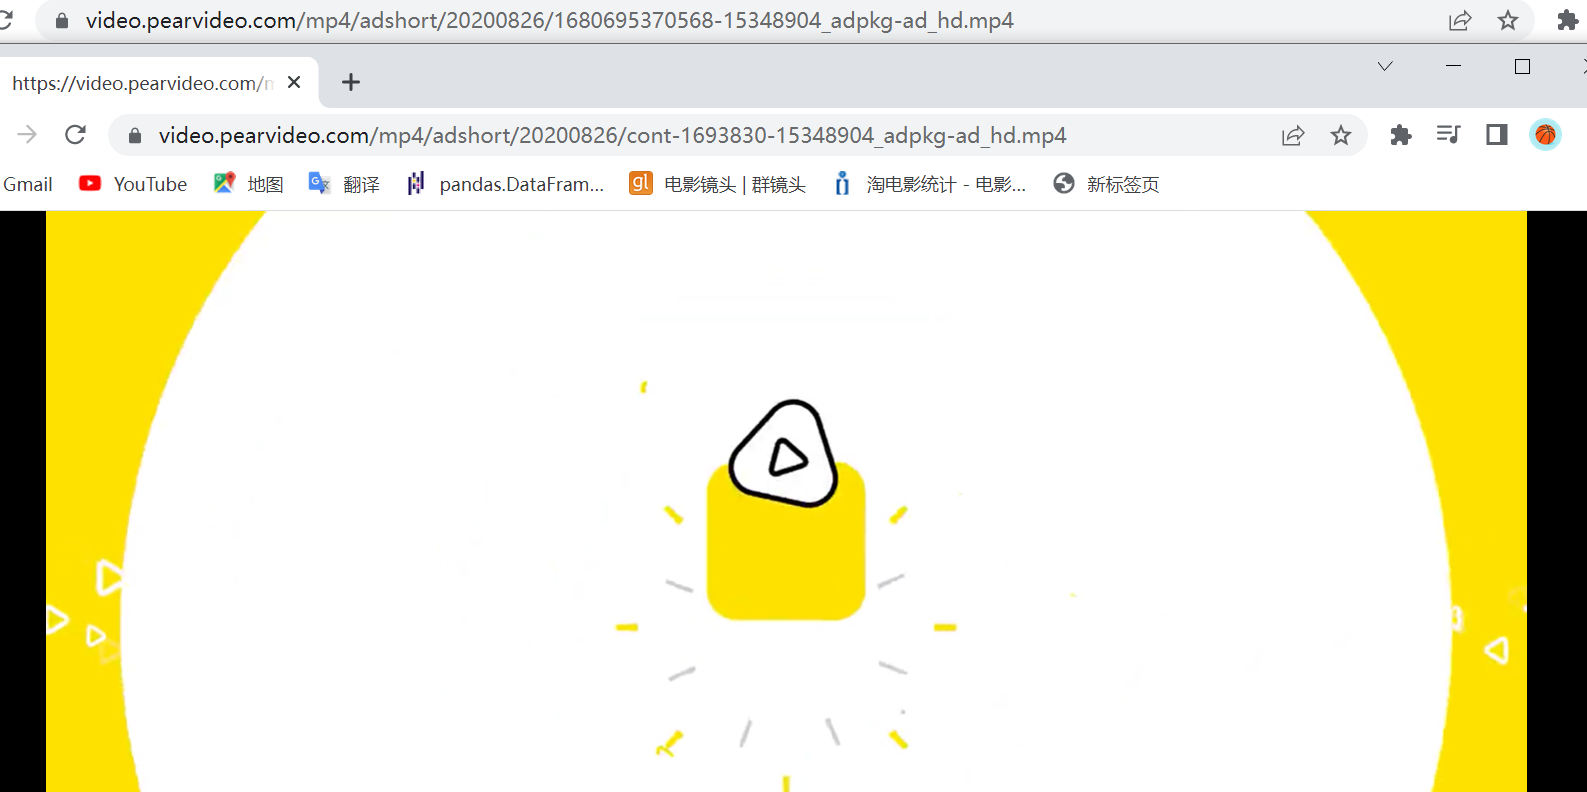 video.pearvideo.com/mp4/adshort/20200826/1680695370568-15348904_adpkg-ad_hd.mp4
https://video.pearvideo.com/m
video.pearvideo.com/mp4/adshort/20200826/cont-1693830-15348904_adpkg-ad_hd.mp4
Gmail YouTube 地图 翻译 pandas.DataFram... gl 电影镜头 | 群镜头 淘电影统计 - 电影... 新标签页